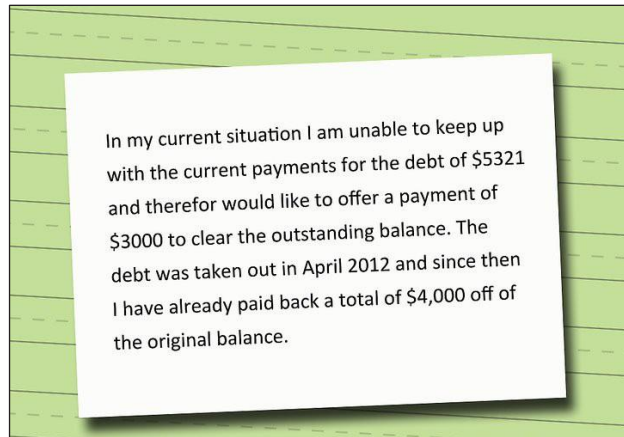 In my current situation I am unable to keep up
with the current payments for the debt of $5321
and therefor would like to offer a payment of
$3000 to clear the outstanding balance. The
debt was taken out in April 2012 and since then
I have already paid back a total of $4,000 off of
the original balance.